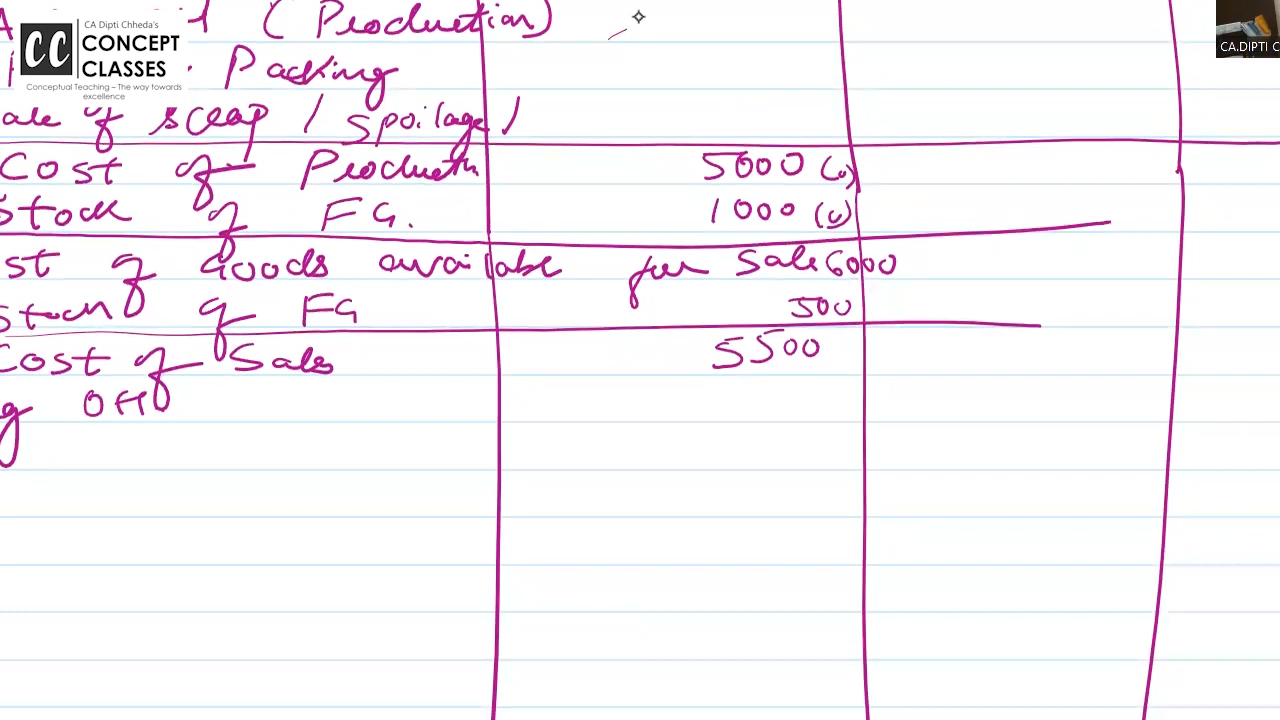 (Production)
CA Dipti Chheda's
CC CONCEPT
CLASSES
Conceptual Teaching – The way towards
excellence
Packing
ale of scrap / spoilage)
Cost of Productn 5000 (u)
Stock of FG. 1000 (u)
st of Goods available for Sale 6000
Stock of FG 500
Cost of Sales 5500
g OH
CA.DIPTI C